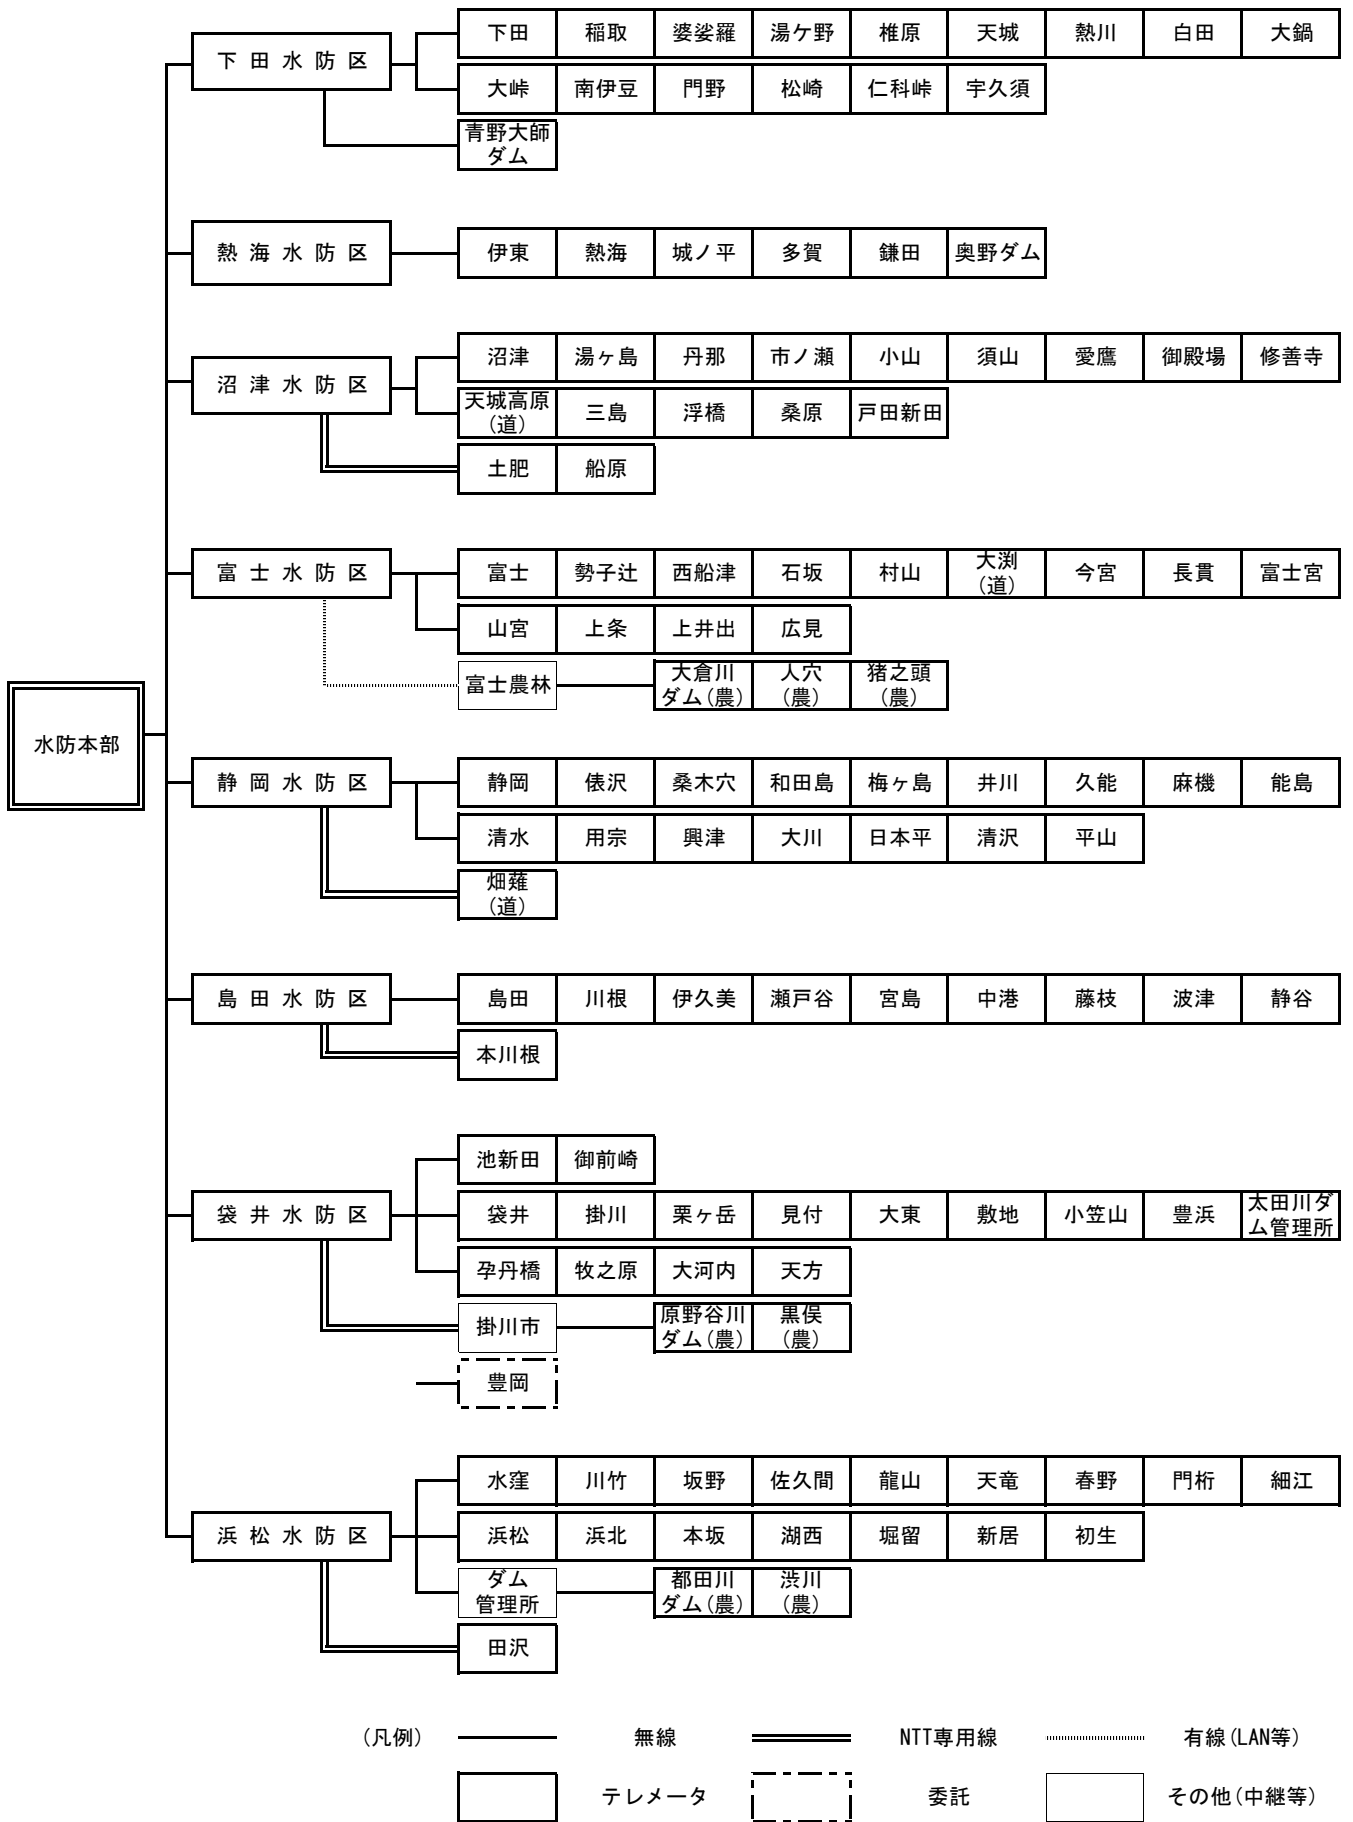 下田水防区
下田 稲取 婆娑羅 湯ケ野 椎原 天城 熱川 白田 大鍋
大峠 南伊豆 門野 松崎 仁科峠 宇久須
青野大師
ダム
熱海水防区
伊東 熱海 城ノ平 多賀 鎌田 奥野ダム
沼津水防区
沼津 湯ヶ島 丹那 市ノ瀬 小山 須山 愛鷹 御殿場 修善寺
天城高原
(道)
三島 浮橋 桑原 戸田新田
土肥 船原
富士水防区
富士 勢子辻 西船津 石坂 村山
大渕
(道)
今宮 長貫 富士宮
山宮 上条 上井出 広見
富士農林
大倉川
ダム(農)
人穴
(農)
猪之頭
(農)
水防本部
静岡水防区
静岡 俵沢 桑木穴 和田島 梅ヶ島 井川 久能 麻機 能島
清水 用宗 興津 大川 日本平 清沢 平山
畑薙
(道)
島田水防区
島田 川根 伊久美 瀬戸谷 宮島 中港 藤枝 波津 静谷
本川根
池新田 御前崎
袋井水防区
袋井 掛川 栗ヶ岳 見付 大東 敷地 小笠山 豊浜
太田川ダ
ム管理所
孕丹橋 牧之原 大河内 天方
掛川市
原野谷川
ダム(農)
黒俣
(農)
豊岡
水窪 川竹 坂野 佐久間 龍山 天竜 春野 門桁 細江
浜松水防区
浜松 浜北 本坂 湖西 堀留 新居 初生
ダム
管理所
都田川
ダム(農)
渋川
(農)
田沢
(凡例) 無線 NTT専用線 有線(LAN等)
テレメータ 委託 その他(中継等)